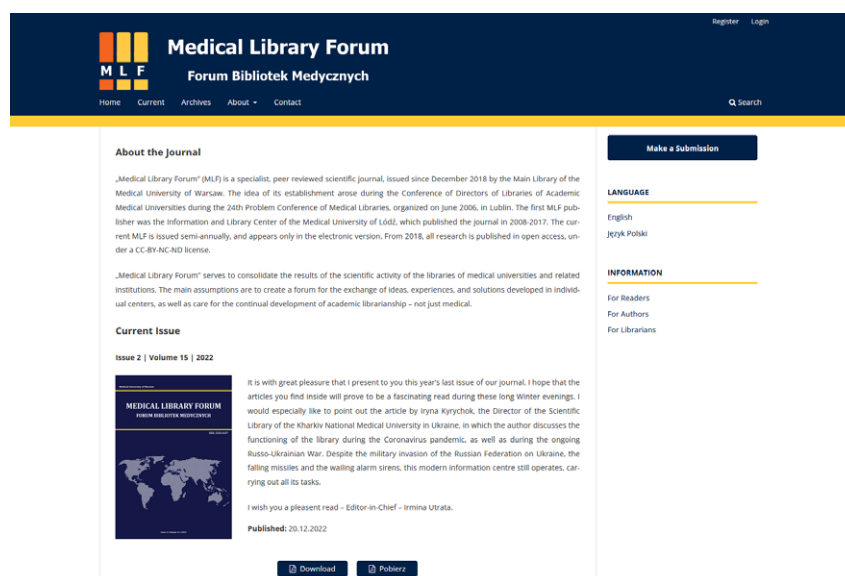 Register Login
Medical Library Forum
M L F
Forum Bibliotek Medycznych
Home Current Archives About Contact Search
About the Journal
„Medical Library Forum" (MLF) is a specialist, peer reviewed scientific journal, issued since December 2018 by the Main Library of the
Medical University of Warsaw. The idea of its establishment arose during the Conference of Directors of Libraries of Academic
Medical Universities during the 24th Problem Conference of Medical Libraries, organized on June 2006, in Lublin. The first MLF pub-
lisher was the Information and Library Center of the Medical University of Łódź, which published the journal in 2008-2017. The cur-
rent MLF is issued semi-annually, and appears only in the electronic version. From 2018, all research is published in open access, un-
der a CC-BY-NC-ND license.
„Medical Library Forum" serves to consolidate the results of the scientific activity of the libraries of medical universities and related
institutions. The main assumptions are to create a forum for the exchange of ideas, experiences, and solutions developed in individ-
ual centers, as well as care for the continual development of academic librarianship – not just medical.
Current Issue
Issue 2 | Volume 15 | 2022
MEDICAL LIBRARY FORUM
FORUM BIBLIOTEK MEDYCZNYCH
It is with great pleasure that I present to you this year's last issue of our journal. I hope that the
articles you find inside will prove to be a fascinating read during these long Winter evenings. I
would especially like to point out the article by Iryna Kyrychok, the Director of the Scientific
Library of the Kharkiv National Medical University in Ukraine, in which the author discusses the
functioning of the library during the Coronavirus pandemic, as well as during the ongoing
Russo-Ukrainian War. Despite the military invasion of the Russian Federation on Ukraine, the
falling missiles and the wailing alarm sirens, this modern information centre still operates, car-
rying out all its tasks.
I wish you a pleasent read – Editor-in-Chief – Irmina Utrata.
Published: 20.12.2022
Download Pobierz
Make a Submission
LANGUAGE
English
Język Polski
INFORMATION
For Readers
For Authors
For Librarians